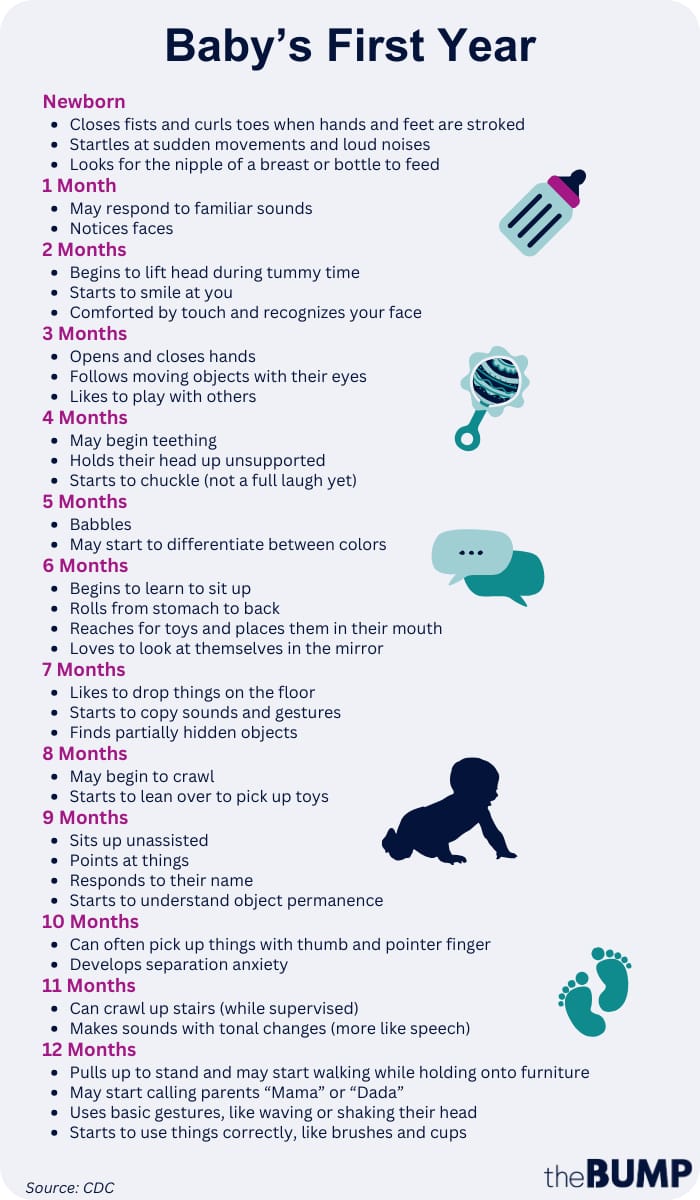 Baby’s First Year
Newborn
• Closes fists and curls toes when hands and feet are stroked
• Startles at sudden movements and loud noises
• Looks for the nipple of a breast or bottle to feed
1 Month
• May respond to familiar sounds
• Notices faces
2 Months
• Begins to lift head during tummy time
• Starts to smile at you
• Comforted by touch and recognizes your face
3 Months
• Opens and closes hands
• Follows moving objects with their eyes
• Likes to play with others
4 Months
• May begin teething
• Holds their head up unsupported
• Starts to chuckle (not a full laugh yet)
5 Months
• Babbles
• May start to differentiate between colors
6 Months
• Begins to learn to sit up
• Rolls from stomach to back
• Reaches for toys and places them in their mouth
• Loves to look at themselves in the mirror
7 Months
• Likes to drop things on the floor
• Starts to copy sounds and gestures
• Finds partially hidden objects
8 Months
• May begin to crawl
• Starts to lean over to pick up toys
9 Months
• Sits up unassisted
• Points at things
• Responds to their name
• Starts to understand object permanence
10 Months
• Can often pick up things with thumb and pointer finger
• Develops separation anxiety
11 Months
• Can crawl up stairs (while supervised)
• Makes sounds with tonal changes (more like speech)
12 Months
• Pulls up to stand and may start walking while holding onto furniture
• May start calling parents “Mama” or “Dada”
• Uses basic gestures, like waving or shaking their head
• Starts to use things correctly, like brushes and cups
Source: CDC
theBUMP